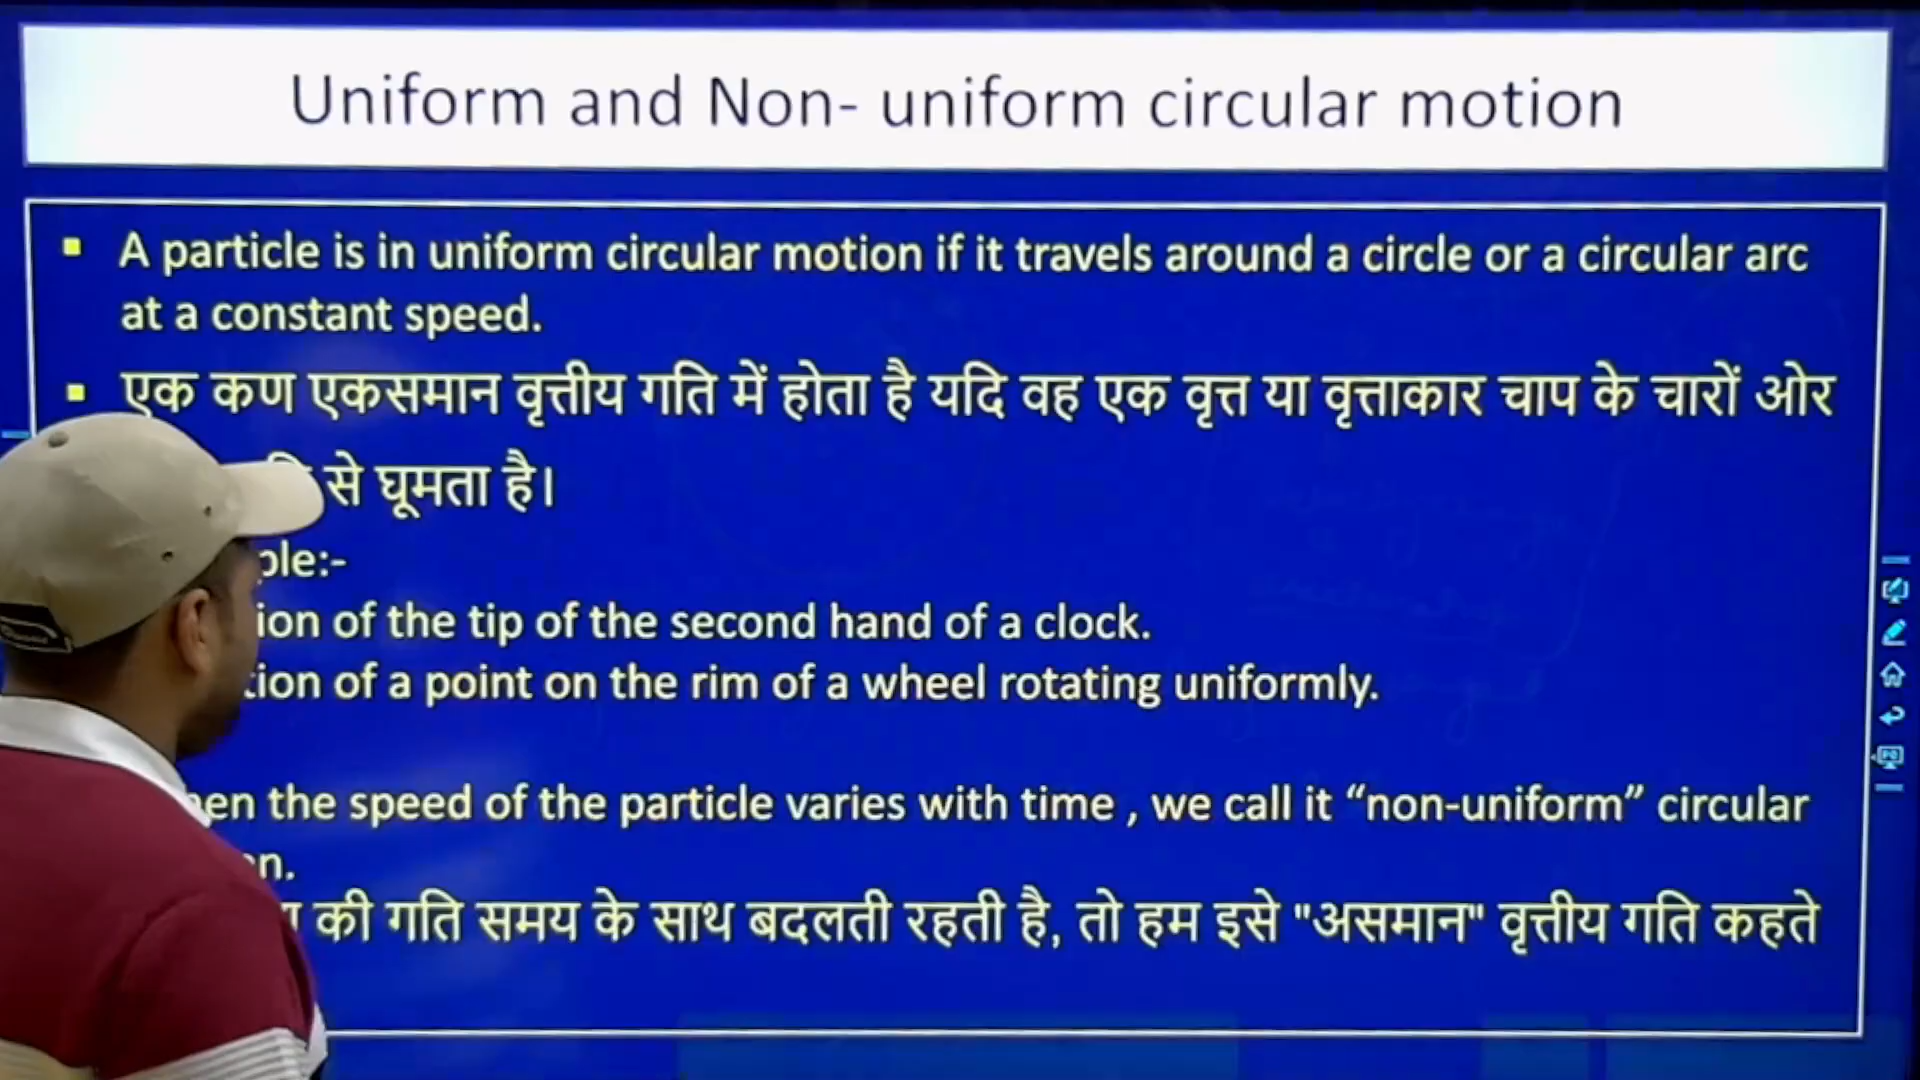 Uniform and Non- uniform circular motion
A particle is in uniform circular motion if it travels around a circle or a circular arc
at a constant speed.
एक कण एकसमान वृत्तीय गति में होता है यदि वह एक वृत्त या वृत्ताकार चाप के चारों ओर
से घूमता है।
ple:-
ion of the tip of the second hand of a clock.
tion of a point on the rim of a wheel rotating uniformly.
en the speed of the particle varies with time , we call it “non-uniform” circular
n.
की गति समय के साथ बदलती रहती है, तो हम इसे "असमान" वृत्तीय गति कहते